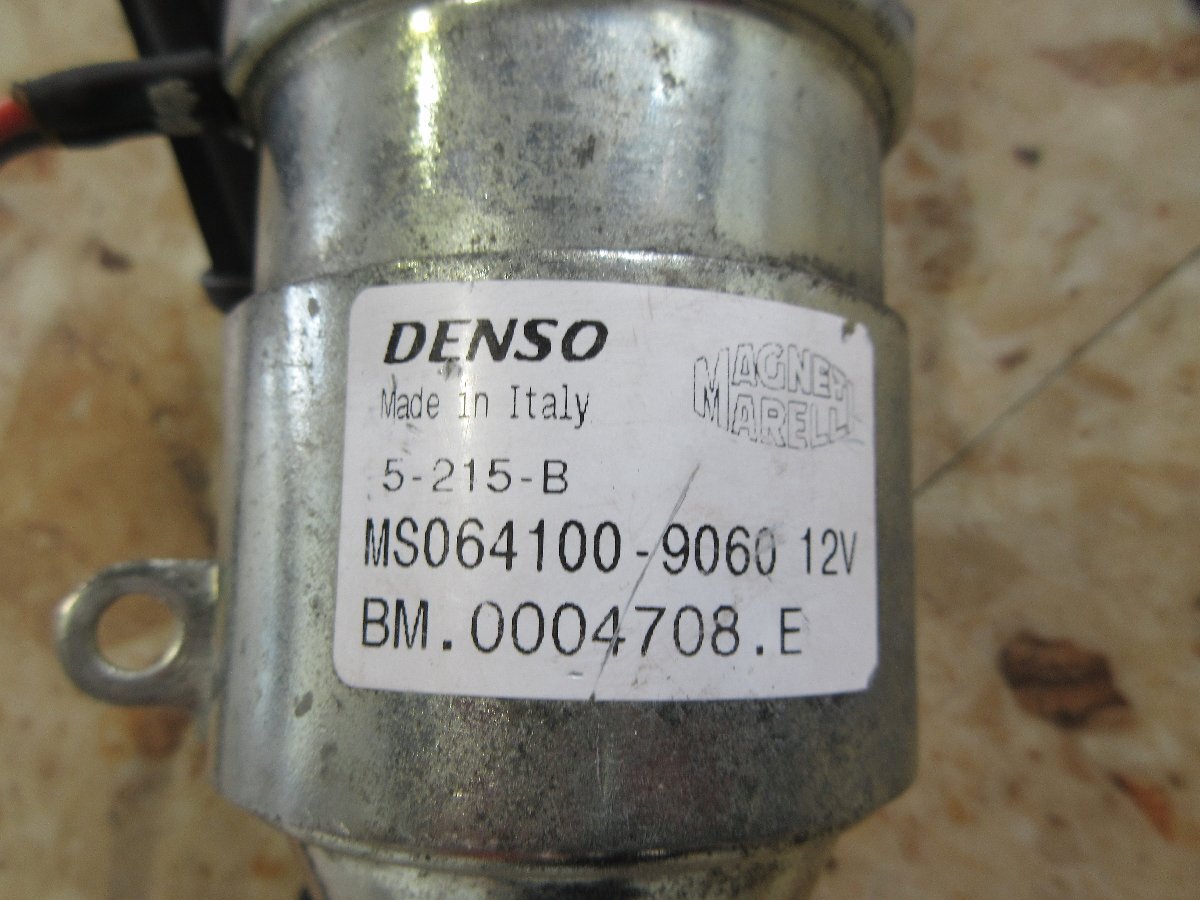 DENSO
Made in Italy
MAGNETI
MARELLI
5-215-B
MS064100-9060 12V
BM.0004708.E